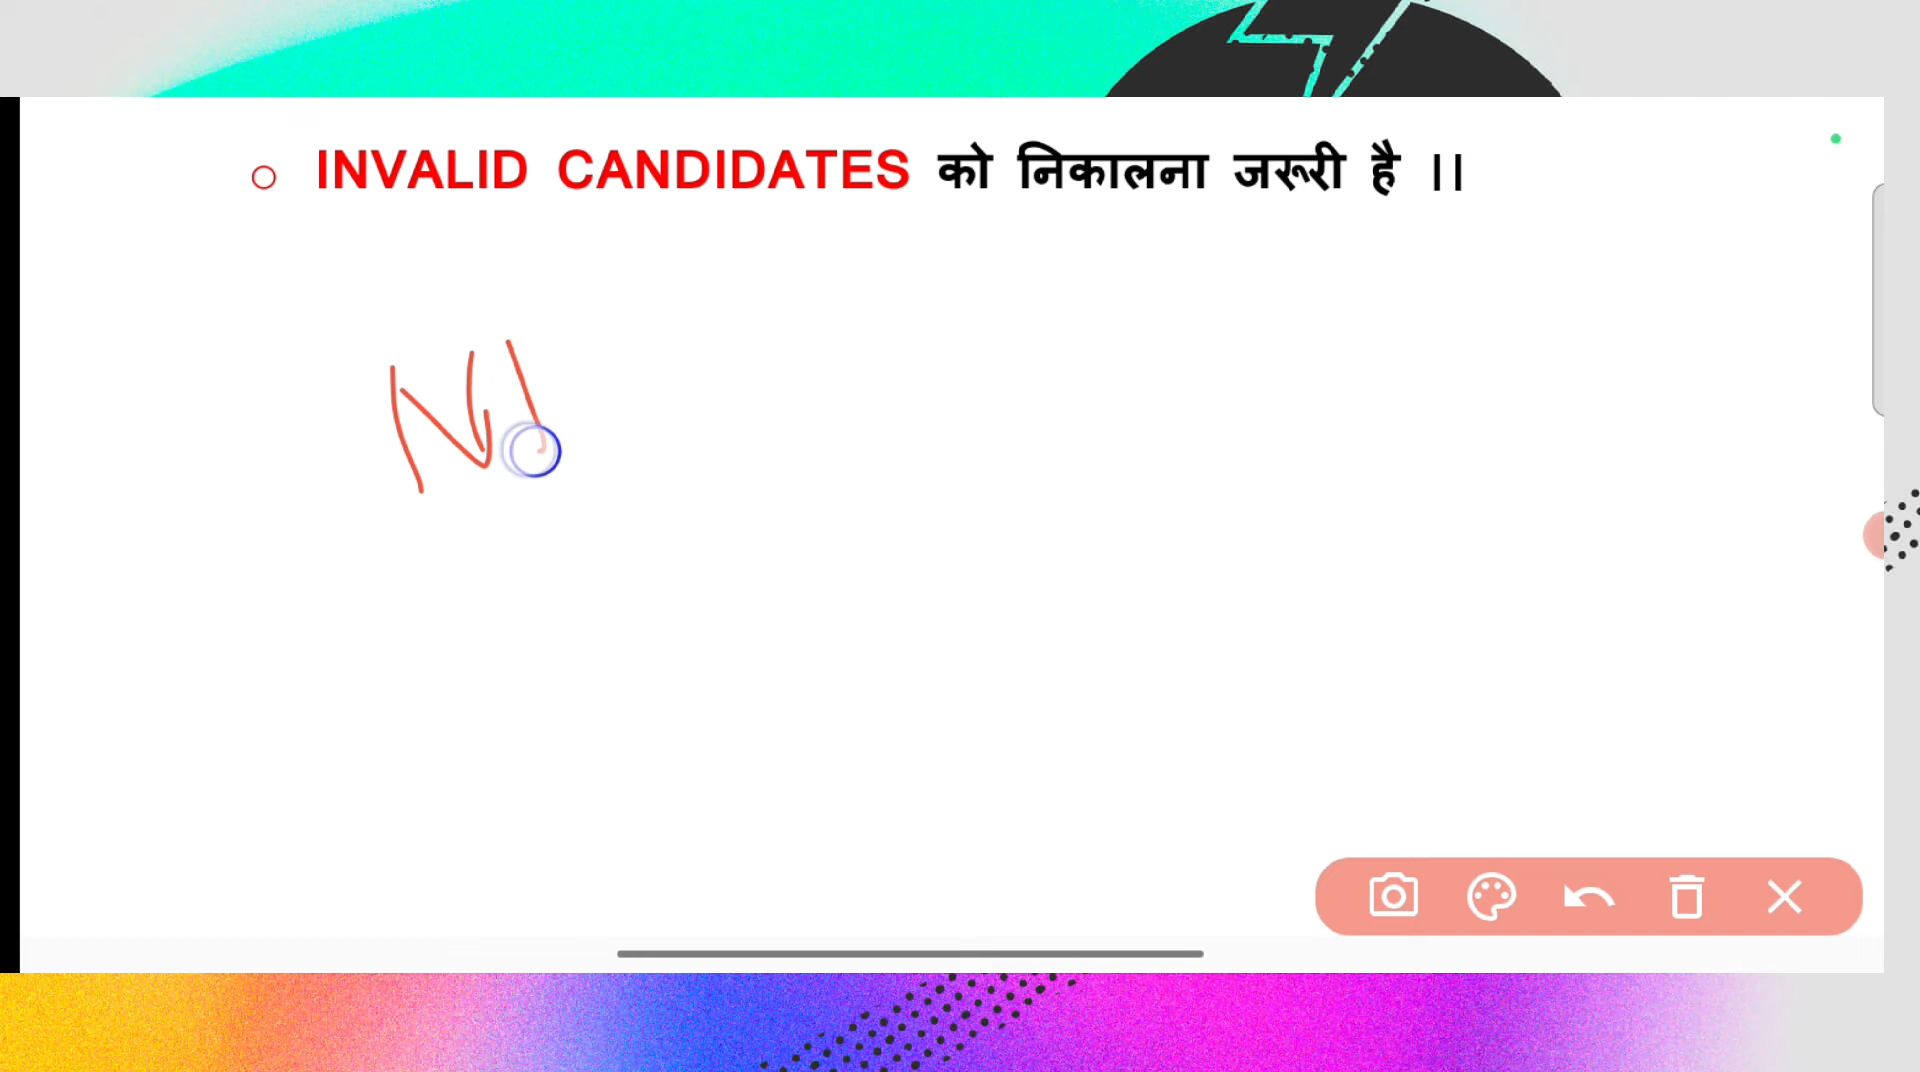 ○ INVALID CANDIDATES को निकालना जरूरी है ।।